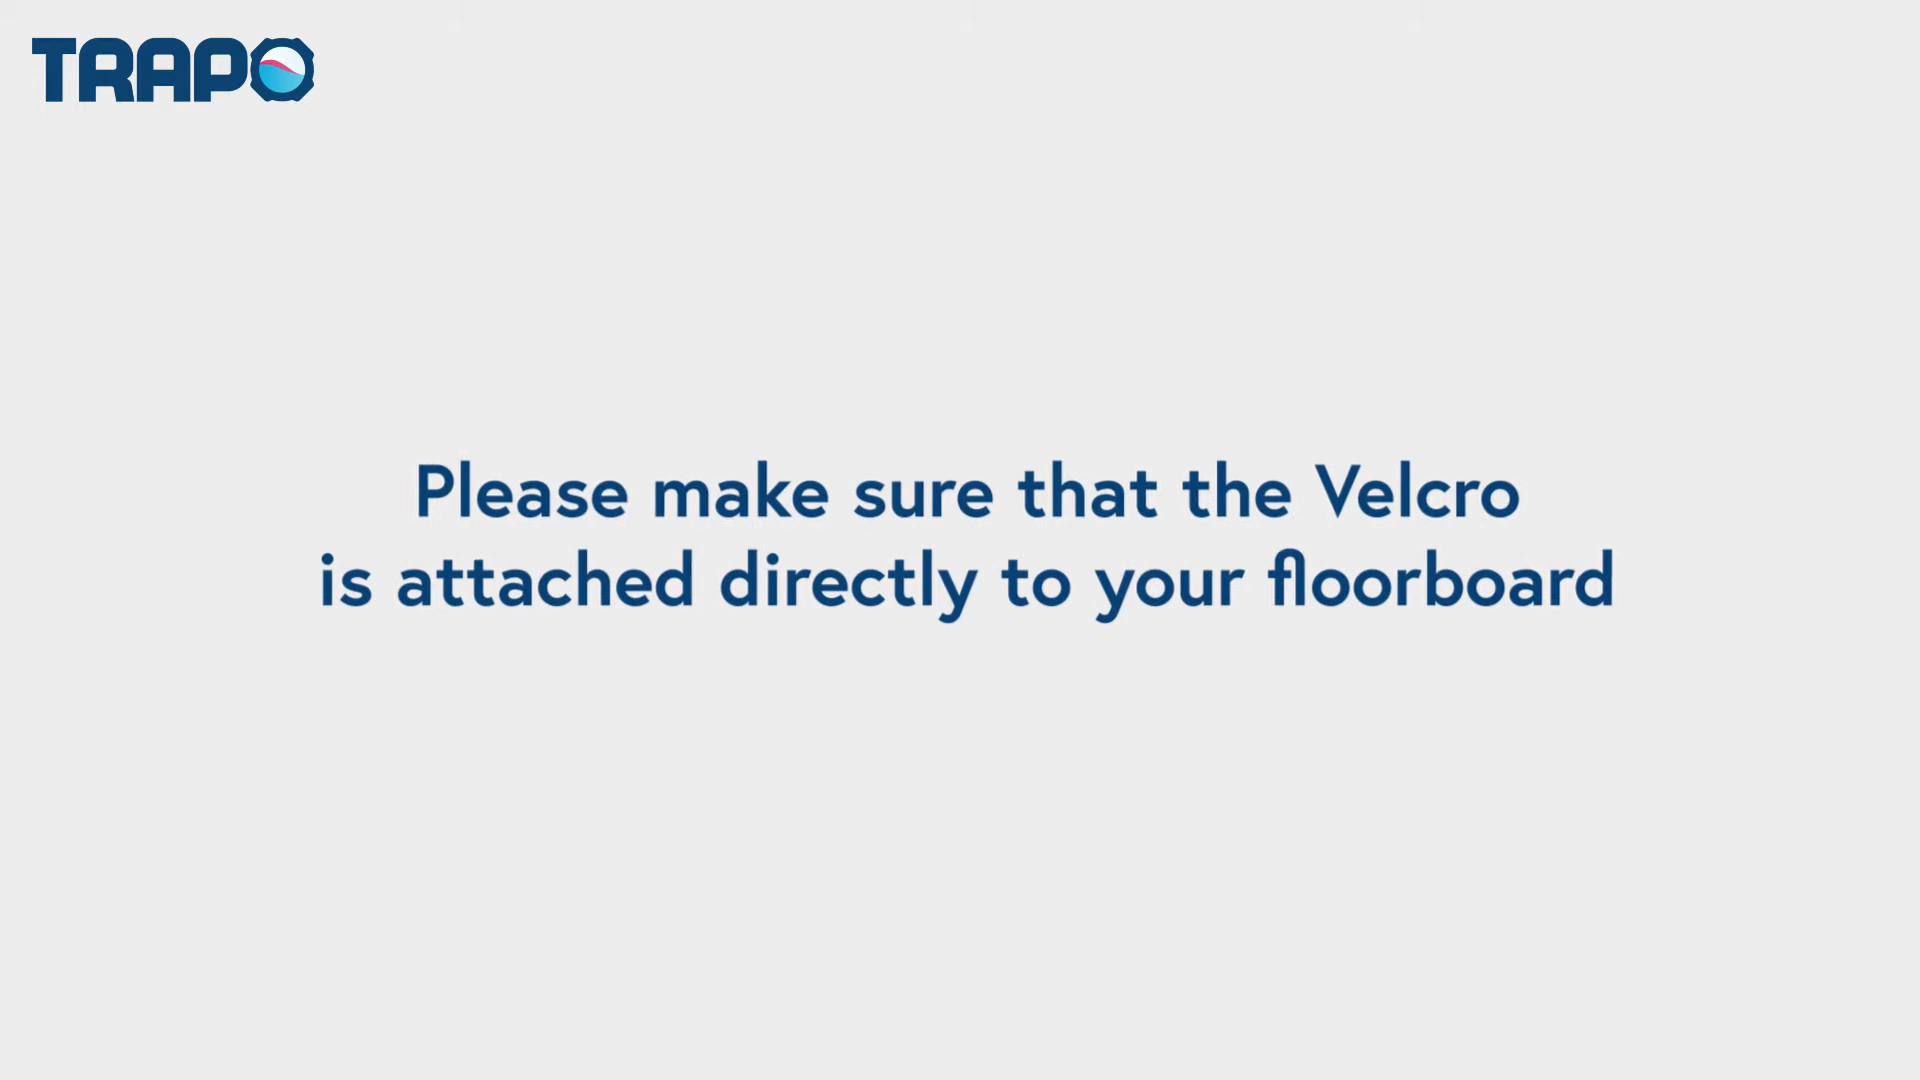 TRAPO
Please make sure that the Velcro
is attached directly to your floorboard